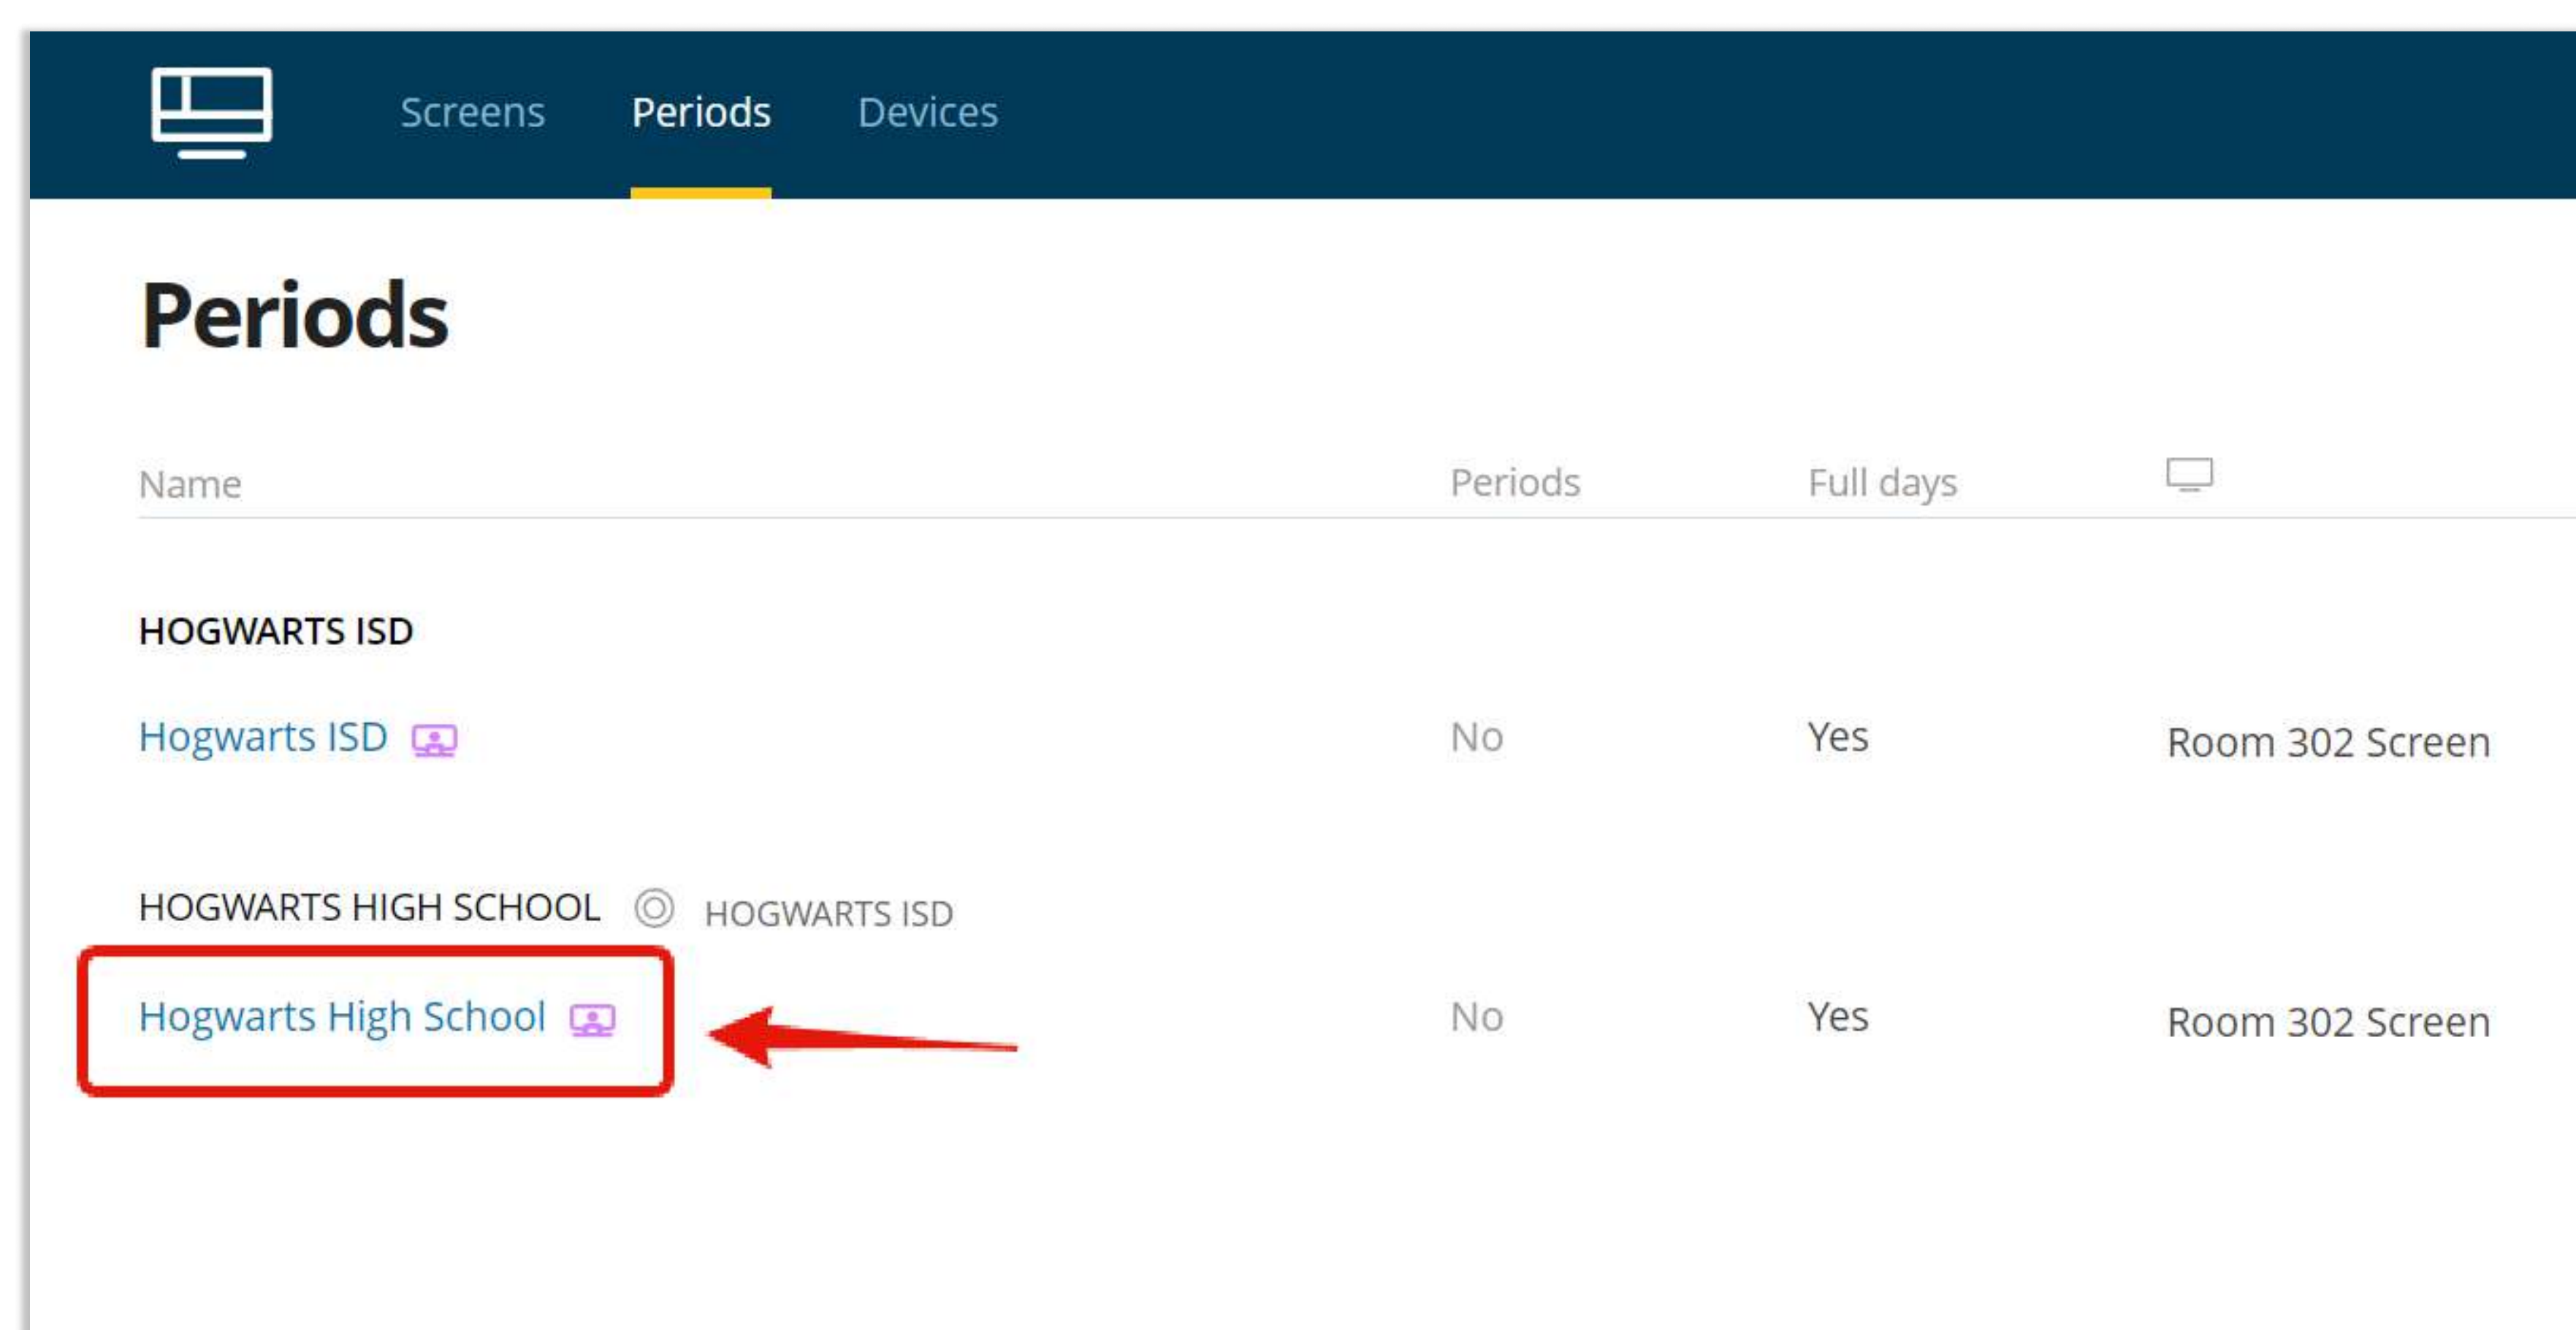 Screens Periods Devices
Periods
Name Periods Full days
HOGWARTS ISD
Hogwarts ISD No Yes Room 302 Screen
HOGWARTS HIGH SCHOOL HOGWARTS ISD
Hogwarts High School No Yes Room 302 Screen